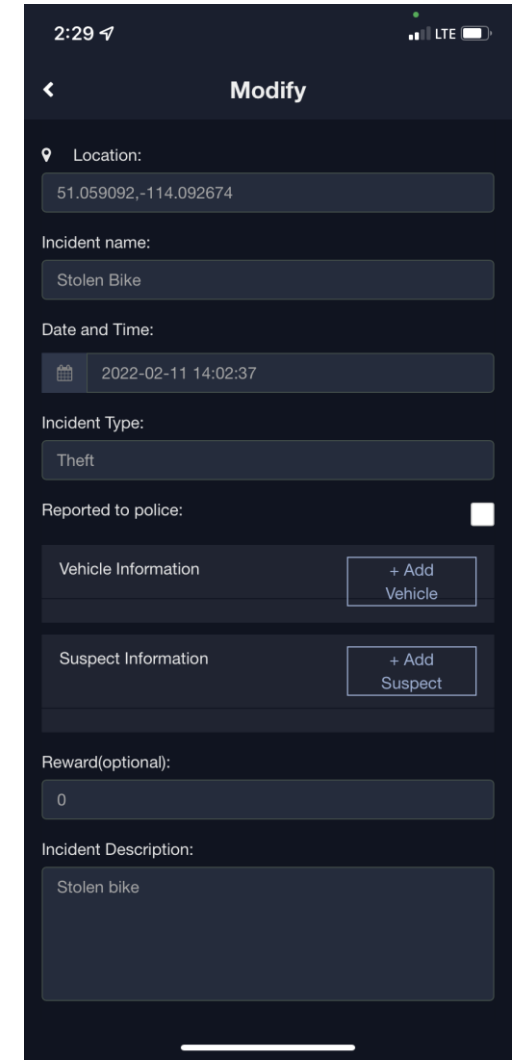 2:29 LTE
Modify
Location:
51.059092,-114.092674
Incident name:
Stolen Bike
Date and Time:
2022-02-11 14:02:37
Incident Type:
Theft
Reported to police:
Vehicle Information
+ Add
Vehicle
Suspect Information
+ Add
Suspect
Reward(optional):
0
Incident Description:
Stolen bike